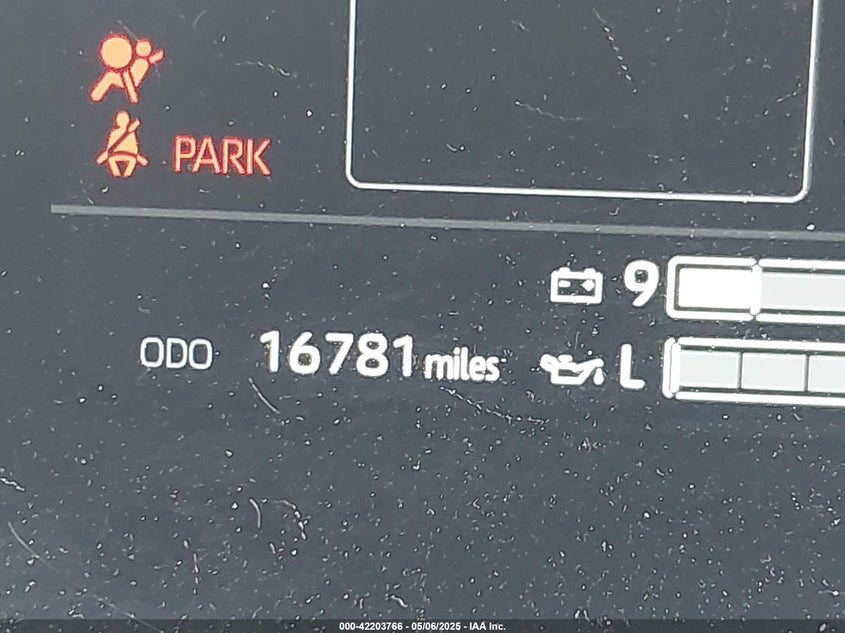 PARK
9
ODO 16781 miles L
000-42203766 - 05/06/2025 - IAA Inc.